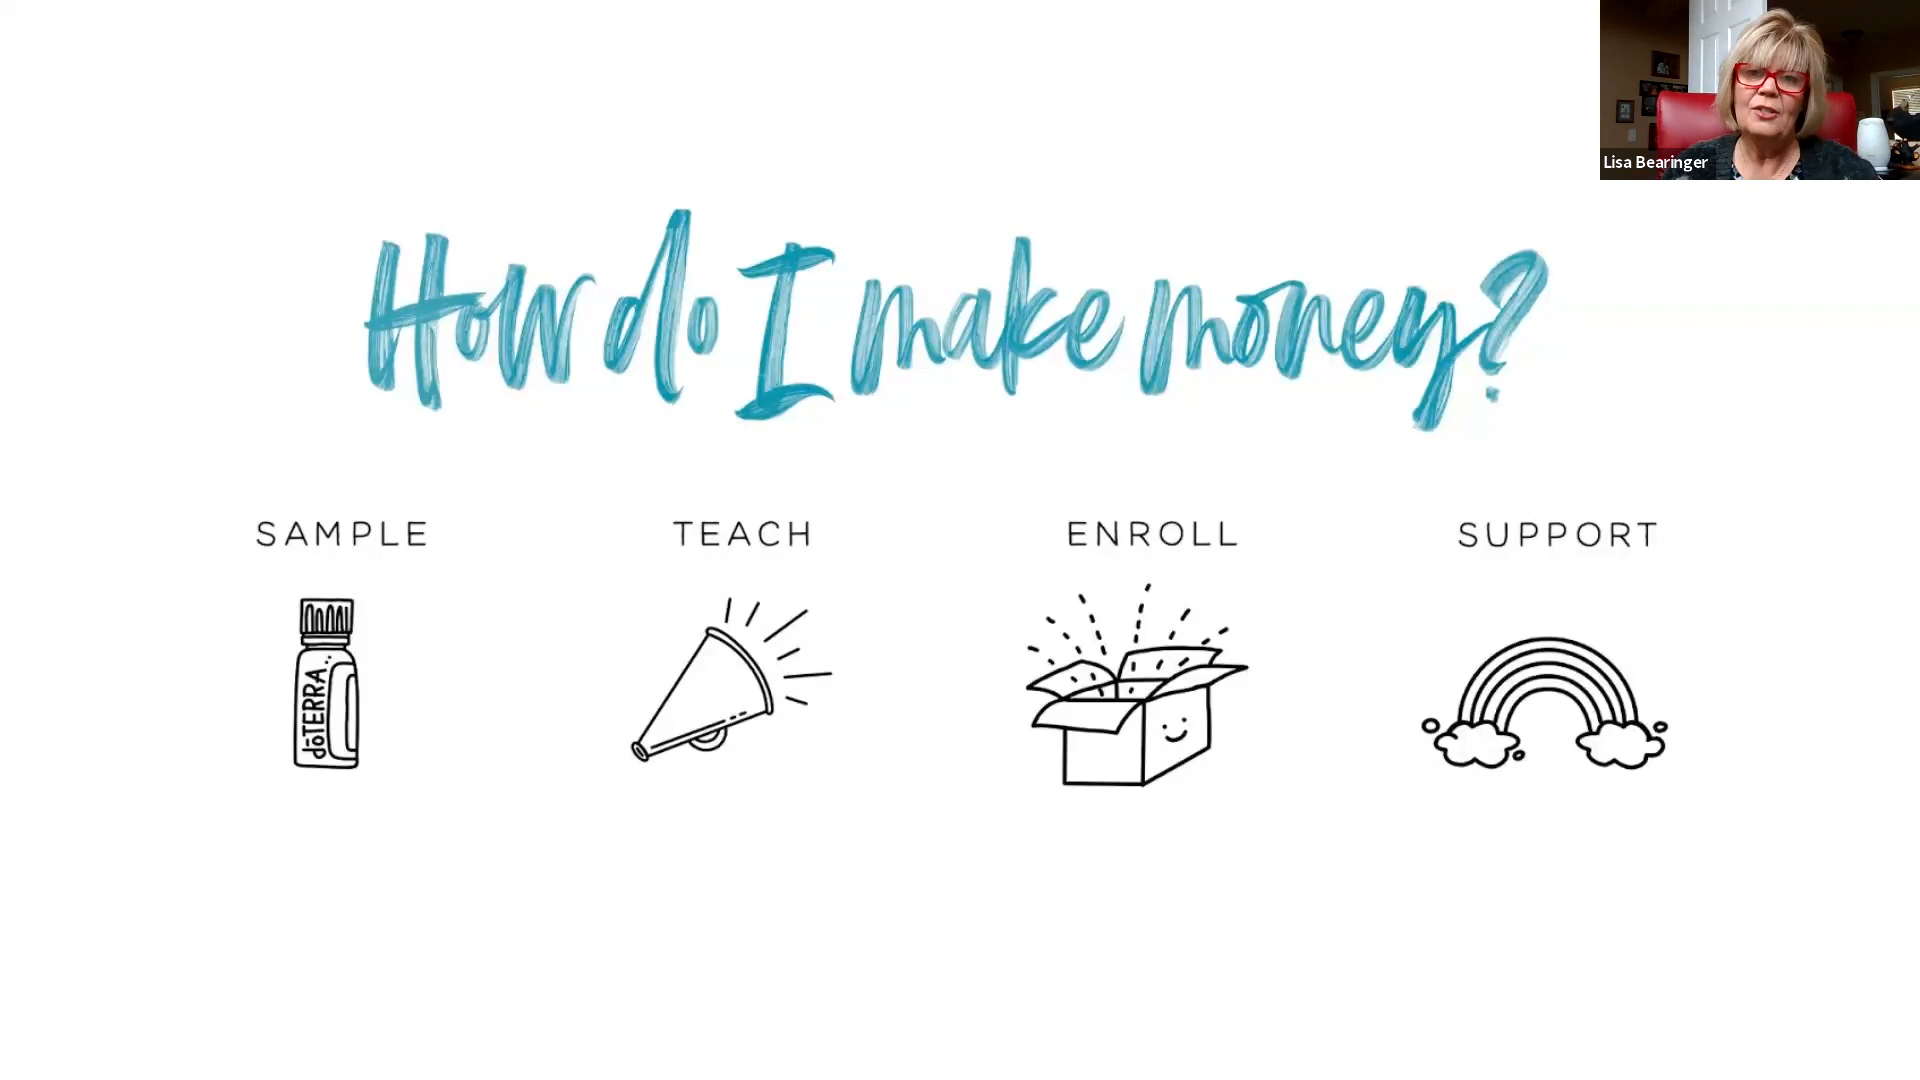 Lisa Bearinger
How do I make money?
SAMPLE TEACH ENROLL SUPPORT
dōTERRA